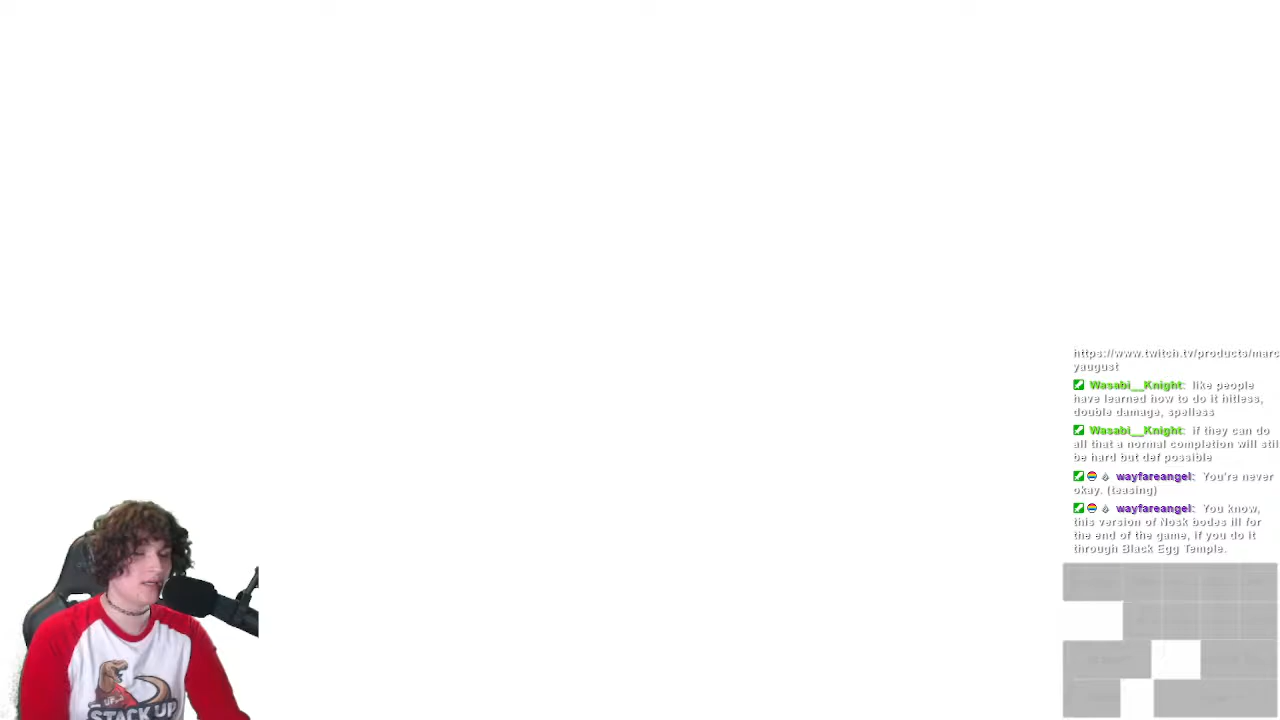 https://www.twitch.tv/products/marc
yaugust
Wasabi__Knight: like people
have learned how to do it hitless,
double damage, spelless
Wasabi__Knight: if they can do
all that a normal completion will stil
be hard but def possible
wayfareangel: You're never
okay. (teasing)
wayfareangel: You know,
this version of Nosk bodes ill for
the end of the game, if you do it
through Black Egg Temple.
STACK UP